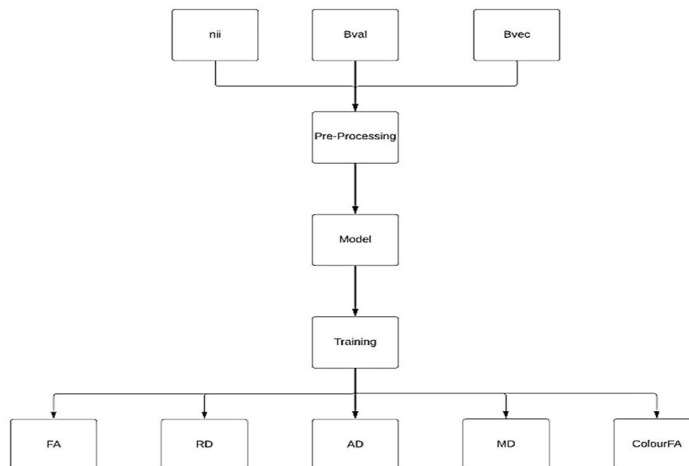 nii
Bval
Bvec
Pre-Processing
Model
Training
FA
RD
AD
MD
ColourFA